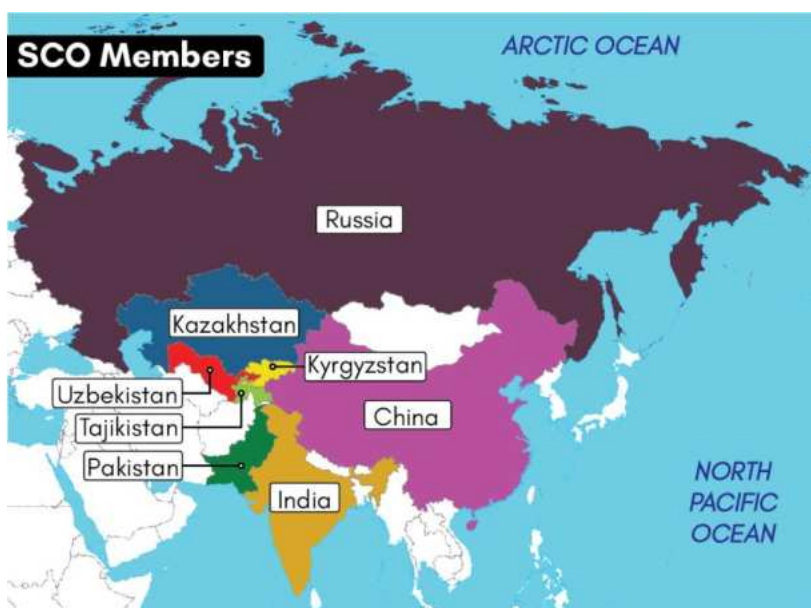 SCO Members
ARCTIC OCEAN
Russia
Kazakhstan
Kyrgyzstan
Uzbekistan
Tajikistan
China
Pakistan
India
NORTH
PACIFIC
OCEAN